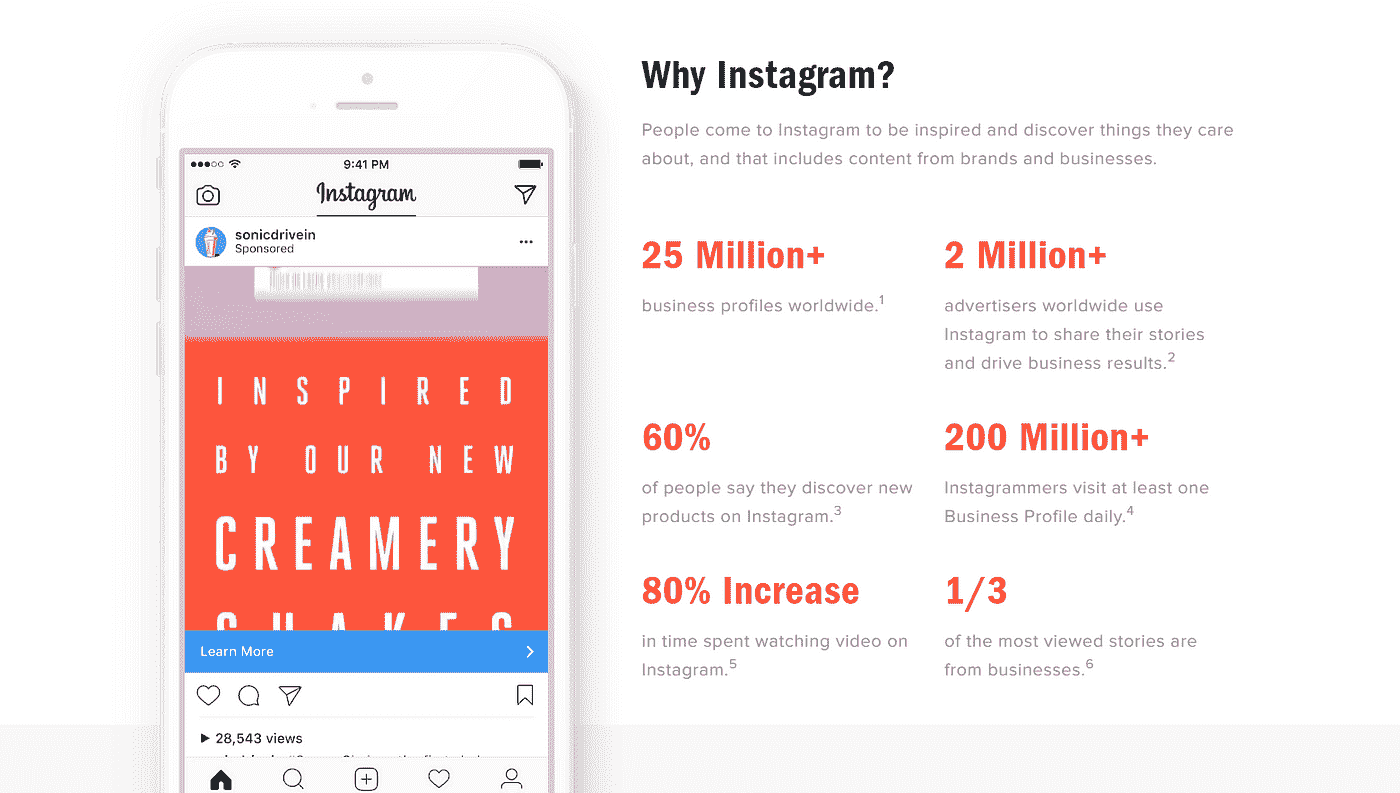 9:41 PM
Instagram
sonicdrivein
Sponsored
INSPIRED
BY OUR NEW
CREAMERY
SHAKES
Learn More
28,543 views
Why Instagram?
People come to Instagram to be inspired and discover things they care
about, and that includes content from brands and businesses.
25 Million+
business profiles worldwide.1
2 Million+
advertisers worldwide use
Instagram to share their stories
and drive business results.2
60%
of people say they discover new
products on Instagram.3
200 Million+
Instagrammers visit at least one
Business Profile daily.4
80% Increase
in time spent watching video on
Instagram.5
1/3
of the most viewed stories are
from businesses.6